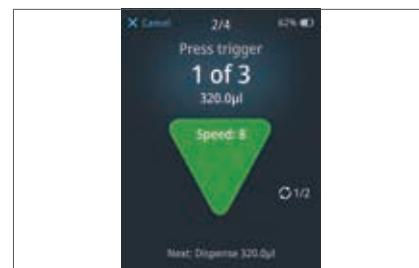 X Cancel 2/4 62%
Press trigger
1 of 3
320.0µl
Speed: 8
1/2
Next: Dispense 320.0µl